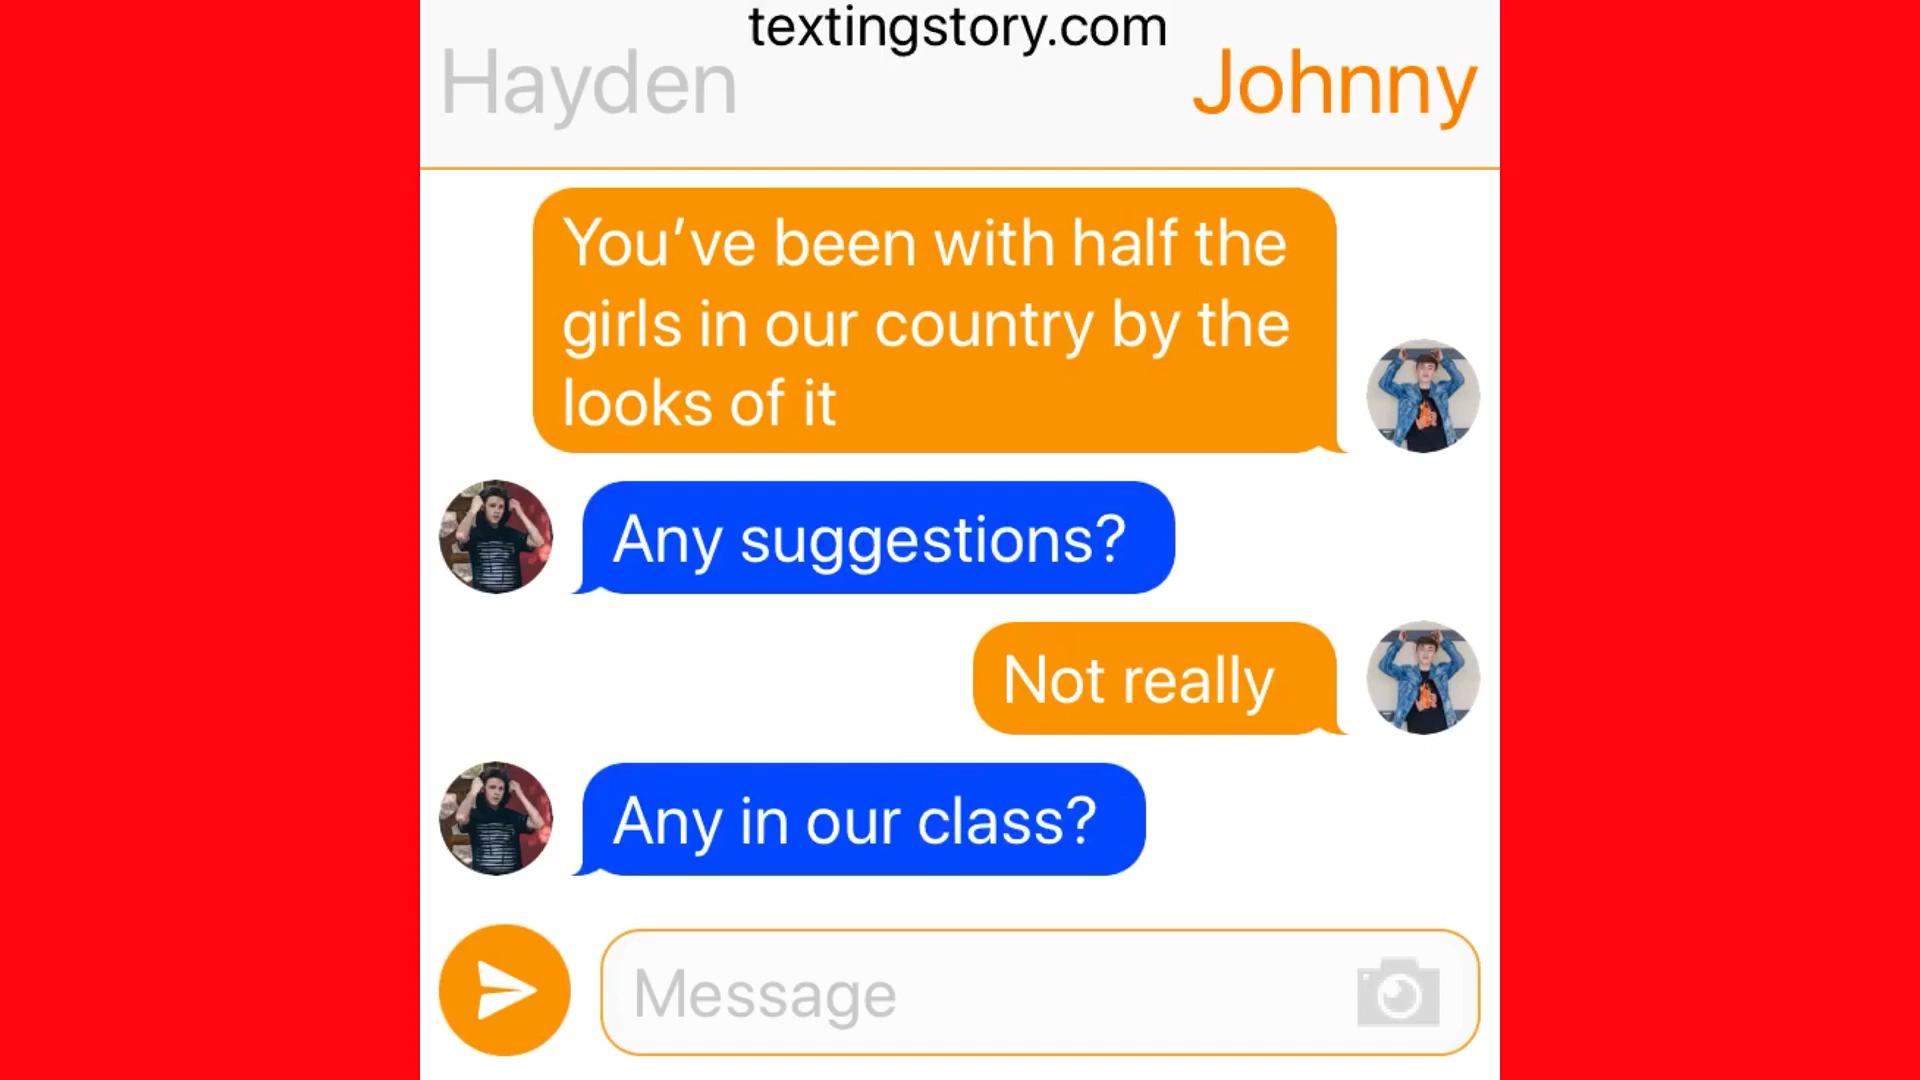 textingstory.com
Hayden
Johnny
You’ve been with half the
girls in our country by the
looks of it
Any suggestions?
Not really
Any in our class?
Message